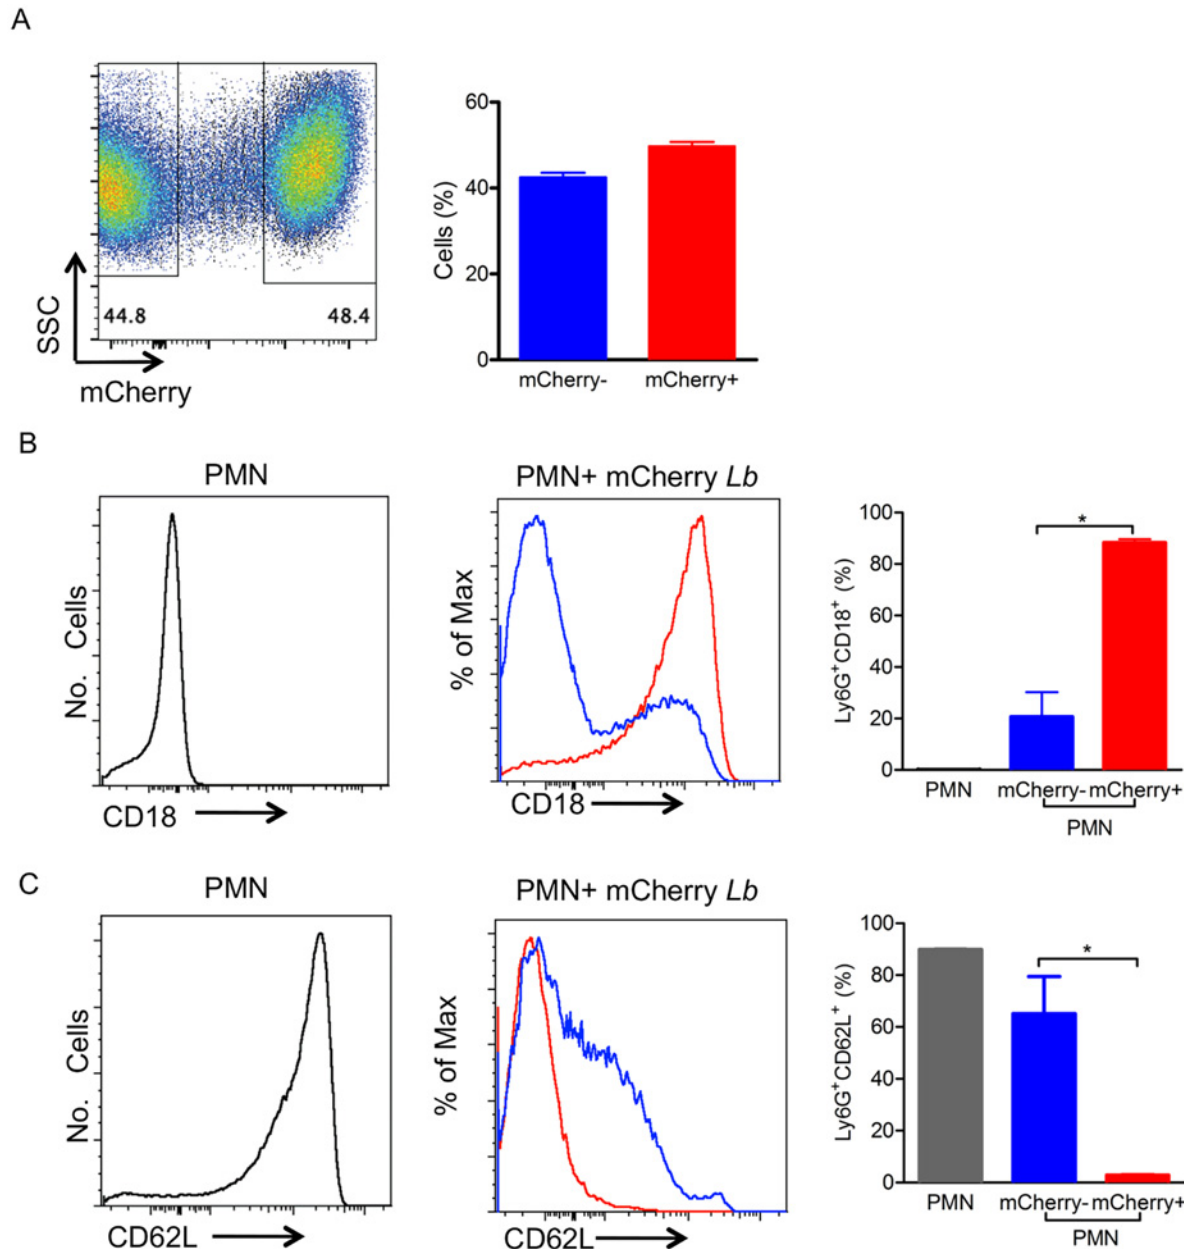 A
SSC
44.8
48.4
mCherry
Cells (%)
60
40
20
0
mCherry-
mCherry+
B
PMN
No. Cells
CD18
PMN+ mCherry Lb
% of Max
CD18
Ly6G+CD18+ (%)
100
80
60
40
20
0
PMN
mCherry-
mCherry+
PMN
C
PMN
No. Cells
CD62L
PMN+ mCherry Lb
% of Max
CD62L
Ly6G+CD62L+ (%)
100
80
60
40
20
0
PMN
mCherry-
mCherry+
PMN
*
*